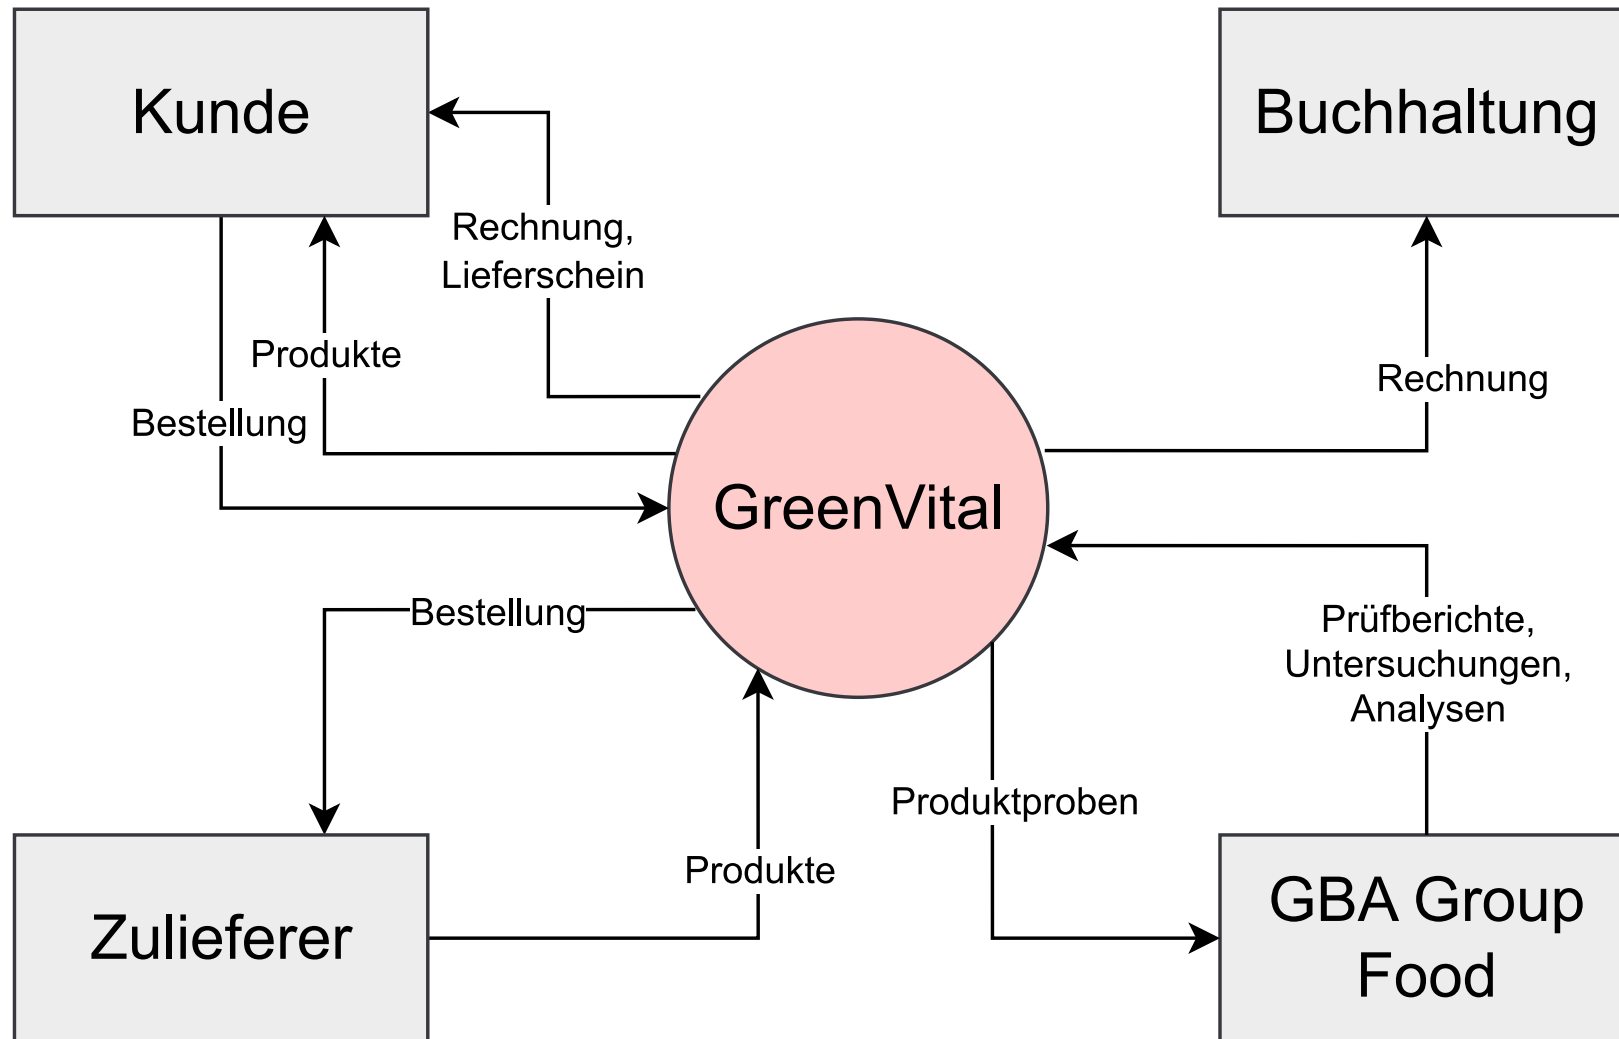 Kunde
Buchhaltung
Rechnung,
Lieferschein
Produkte
Rechnung
Bestellung
GreenVital
Bestellung
Prüfberichte,
Untersuchungen,
Analysen
Produktproben
Produkte
Zulieferer
GBA Group
Food